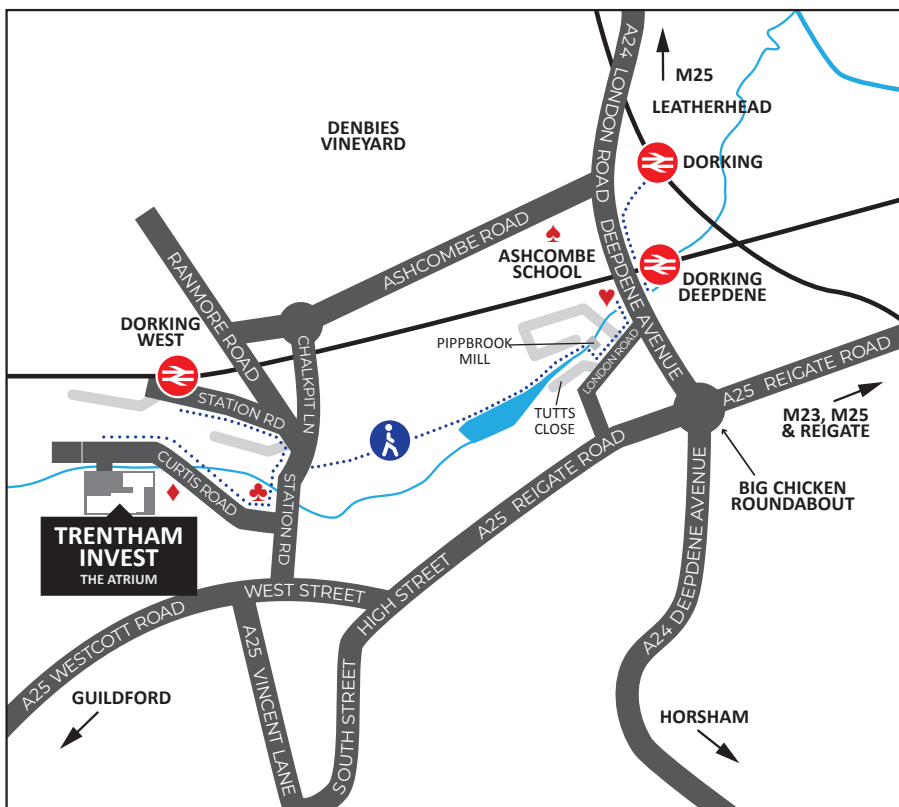 A24 LONDON ROAD
M25
LEATHERHEAD
DENBIES
VINEYARD
DORKING
ASHCOMBE ROAD
ASHCOMBE
SCHOOL
DEEPDENE AVENUE
DORKING
DEEPDENE
RANMORE ROAD
DORKING
WEST
CHALKPIT LN
PIPPBROOK
MILL
LONDON ROAD
A25 REIGATE ROAD
STATION RD
TUTTS
CLOSE
M23, M25
& REIGATE
CURTIS ROAD
STATION RD
A25 REIGATE ROAD
BIG CHICKEN
ROUNDABOUT
TRENTHAM
INVEST
THE ATRIUM
WEST STREET
HIGH STREET
A24 DEEPDENE AVENUE
A25 WESTCOTT ROAD
A25 VINCENT LANE
SOUTH STREET
GUILDFORD
HORSHAM